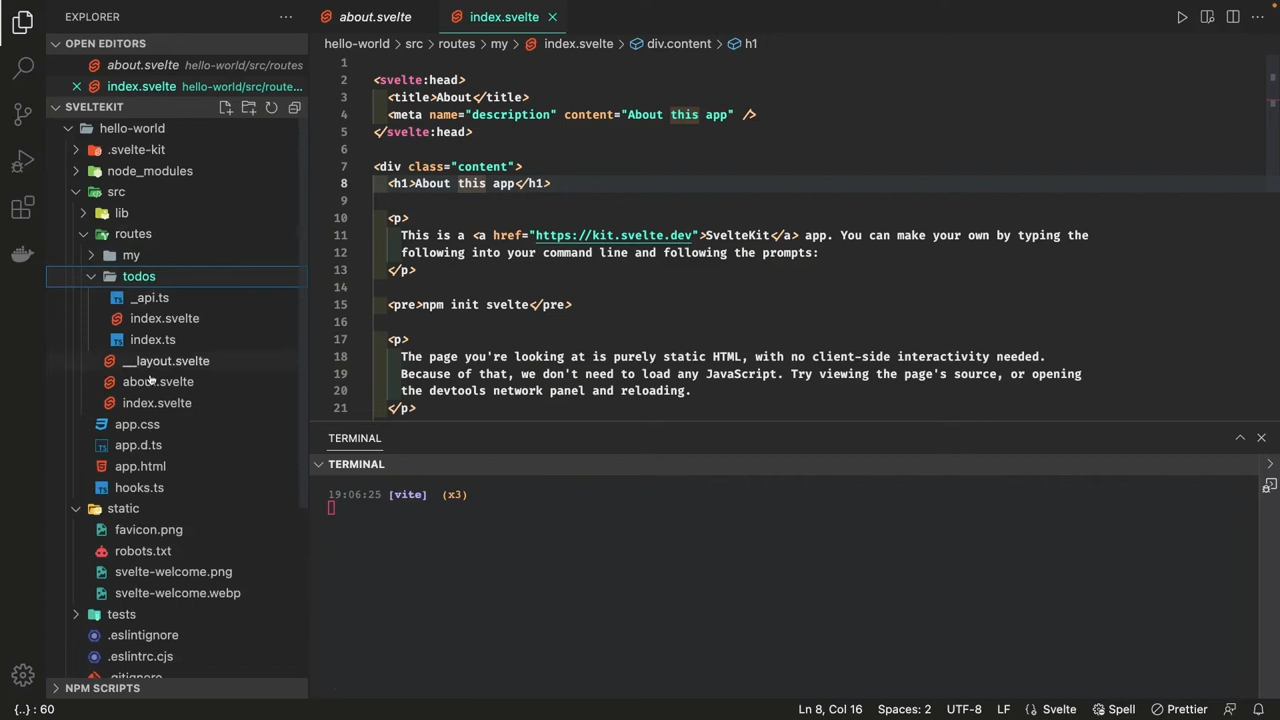 EXPLORER
OPEN EDITORS
about.svelte hello-world/src/routes
index.svelte hello-world/src/route...
SVELTEKIT
hello-world
.svelte-kit
node_modules
src
lib
routes
my
todos
_api.ts
index.svelte
index.ts
__layout.svelte
about.svelte
index.svelte
app.css
app.d.ts
app.html
hooks.ts
static
favicon.png
robots.txt
svelte-welcome.png
svelte-welcome.webp
tests
.eslintignore
.eslintrc.cjs
.gitignore
NPM SCRIPTS
about.svelte index.svelte
hello-world > src > routes > my > index.svelte > div.content > h1
1
2 <svelte:head>
3 <title>About</title>
4 <meta name="description" content="About this app" />
5 </svelte:head>
6
7 <div class="content">
8 <h1>About this app</h1>
9
10 <p>
11 This is a <a href="https://kit.svelte.dev">SvelteKit</a> app. You can make your own by typing the
12 following into your command line and following the prompts:
13 </p>
14
15 <pre>npm init svelte</pre>
16
17 <p>
18 The page you're looking at is purely static HTML, with no client-side interactivity needed.
19 Because of that, we don't need to load any JavaScript. Try viewing the page's source, or opening
20 the devtools network panel and reloading.
21 </p>
TERMINAL
TERMINAL
19:06:25 [vite] (x3)
{..} : 60 Ln 8, Col 16 Spaces: 2 UTF-8 LF {} Svelte Spell Prettier